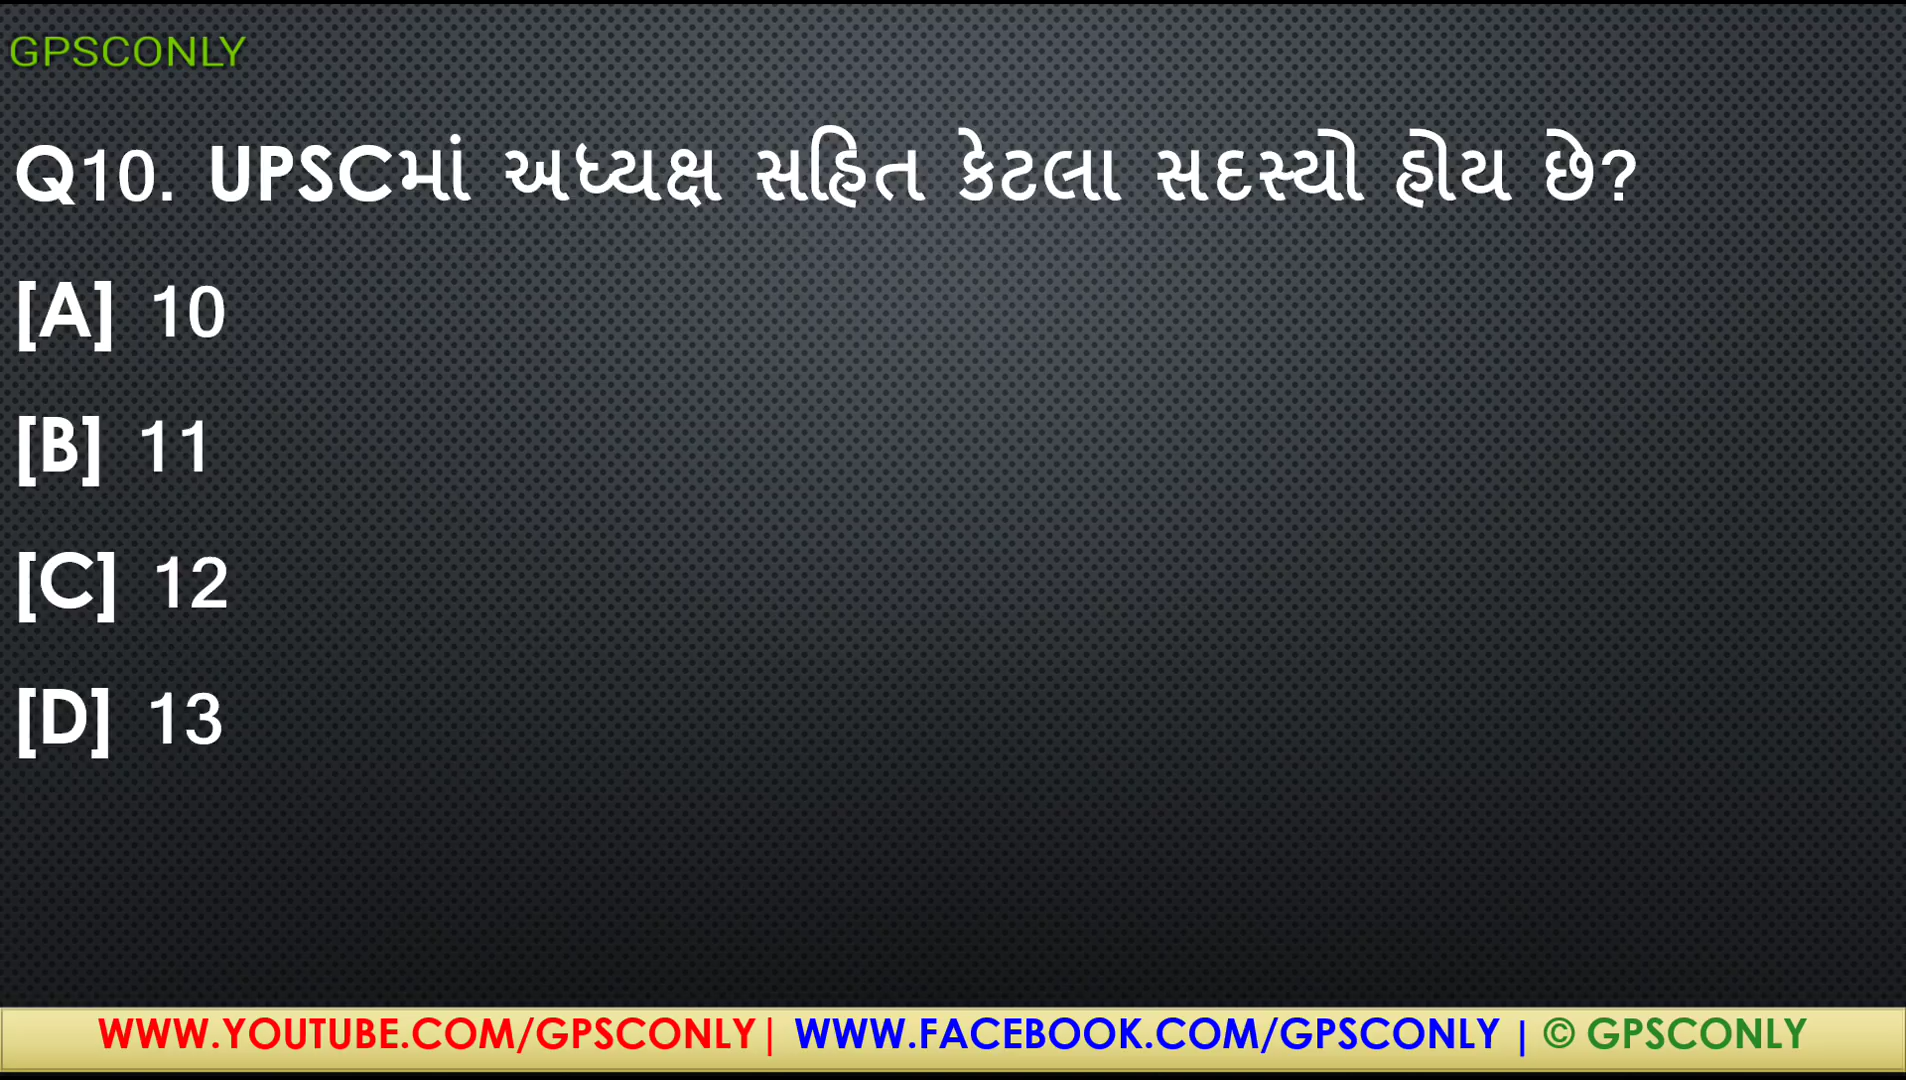 GPSCONLY
Q10. UPSCમાં અધ્યક્ષ સહિત કેટલા સદસ્યો હોય છે?
[A] 10
[B] 11
[C] 12
[D] 13
WWW.YOUTUBE.COM/GPSCONLY| WWW.FACEBOOK.COM/GPSCONLY | © GPSCONLY